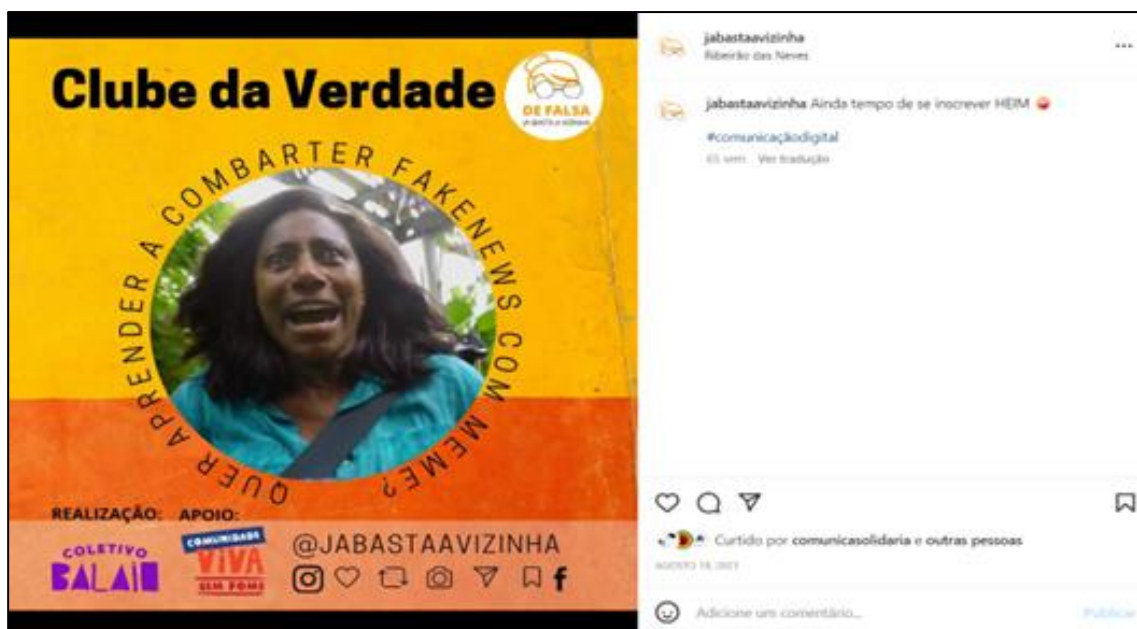 Clube da Verdade
DE FALSA
QUER APRENDER A COMBARTER FAKENEWS COM MEME?
REALIZAÇÃO:
APOIO:
COLETIVO
BALAIO
COMUNIDADE
VIVA
SEM FOME
@JABASTAAVIZINHA
jabastaavizinha
Ribeirão das Neves
jabastaavizinha Ainda tempo de se inscrever HEIM
#comunicaçãodigital
65 sem Ver tradução
Curtido por comunicasolidaria e outras pessoas
Adicione um comentário...
Publicar